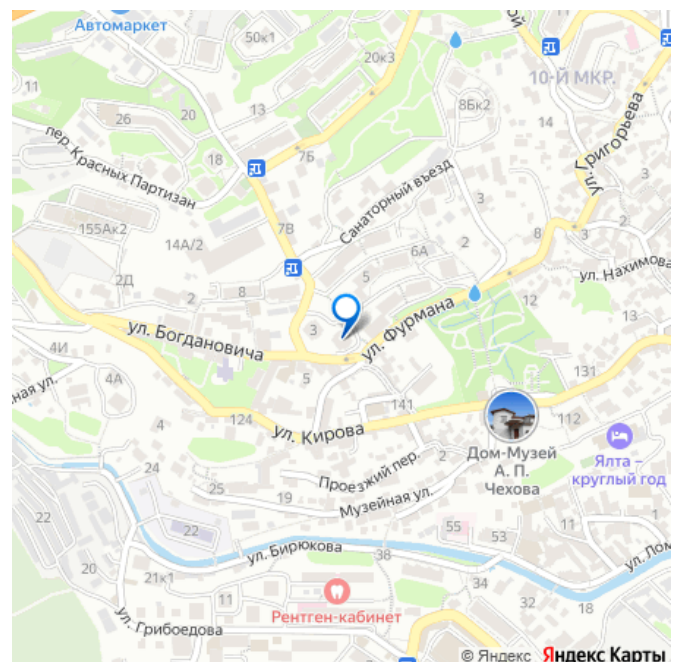 Автомаркет
50к1
20к3
10-Й МКР.
8Бк2
14
ул. Григорьева
20
13
26
7Б
18
пер. Красных Партизан
Санаторный въезд
3
155Ак2
7В
14А/2
6А
2
8
3
2
2Д
2
8
5
ул. Нахимова
12
3
ул. Богдановича
ул. Фурмана
4И
5
131
4А
141
124
ул. Кирова
112
4
Дом-Музей
А. П.
Чехова
Ялта –
круглый год
24
Проезжий пер.
2
25
19
Музейная ул.
22
22
55
53
11
ул. Бирюкова
38
20
21к1
11
34
32
18
Рентген-кабинет
ул. Грибоедова
© Яндекс Яндекс Карты